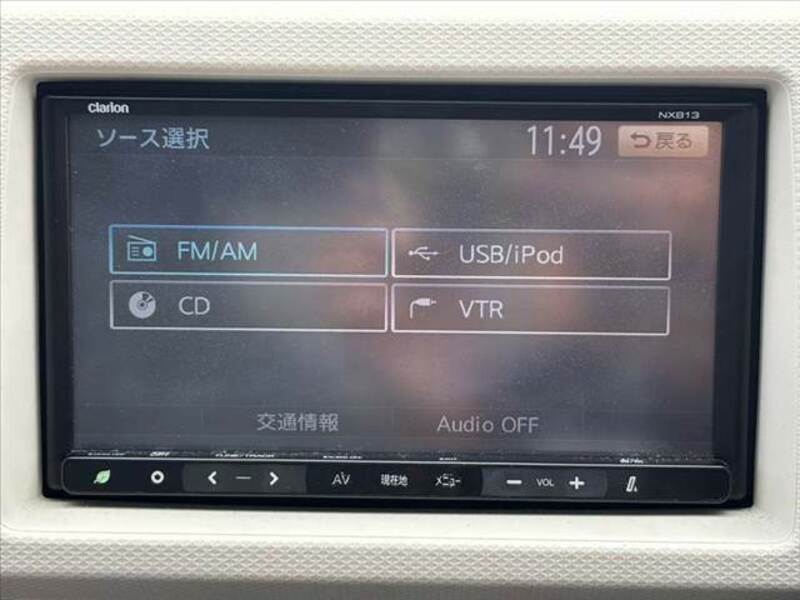 Clarion
NX813
ソース選択
11:49
戻る
FM/AM
USB/iPod
CD
VTR
交通情報
Audio OFF
AV
現在地
メニュー
VOL